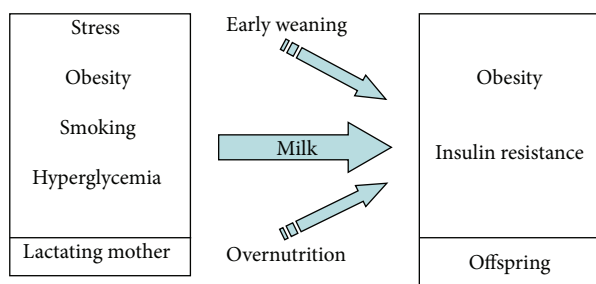 Stress
Obesity
Smoking
Hyperglycemia
Lactating mother
Early weaning
Milk
Overnutrition
Obesity
Insulin resistance
Offspring